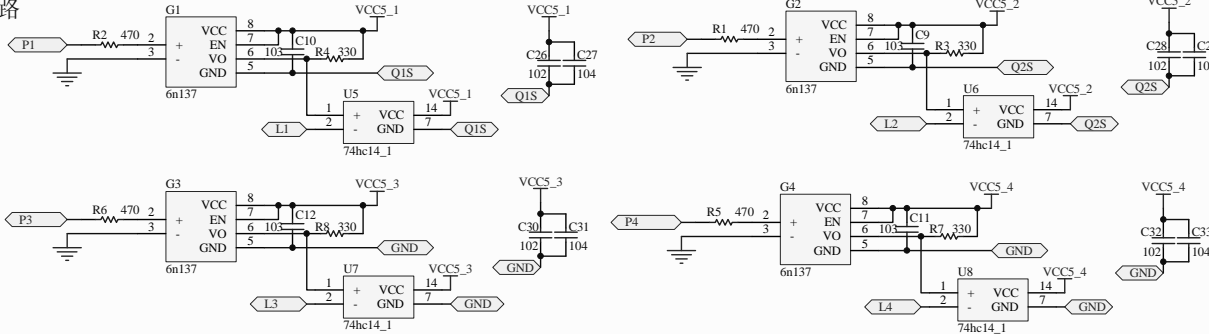 路
G1
VCC5_1
P1
R2 470
2
3
+
-
VCC
EN
VO
GND
8
7
6
5
C10
103
R4 330
Q1S
6n137
U5
VCC5_1
L1
1
2
+
-
VCC
GND
14
7
Q1S
74hc14_1
VCC5_1
C26
C27
102
104
Q1S
G2
VCC5_2
P2
R1 470
2
3
+
-
VCC
EN
VO
GND
8
7
6
5
C9
103
R3 330
Q2S
6n137
U6
VCC5_2
L2
1
2
+
-
VCC
GND
14
7
Q2S
74hc14_1
VCC5_2
C28
102
Q2S
G3
VCC5_3
P3
R6 470
2
3
+
-
VCC
EN
VO
GND
8
7
6
5
C12
103
R8 330
GND
6n137
U7
VCC5_3
L3
1
2
+
-
VCC
GND
14
7
GND
74hc14_1
VCC5_3
C30
C31
102
104
GND
G4
VCC5_4
P4
R5 470
2
3
+
-
VCC
EN
VO
GND
8
7
6
5
C11
103
R7 330
GND
6n137
U8
VCC5_4
L4
1
2
+
-
VCC
GND
14
7
GND
74hc14_1
VCC5_4
C32
C33
102
104
GND